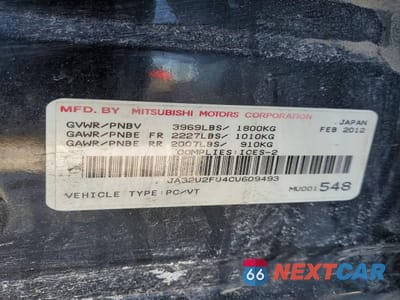 MFD. BY MITSUBISHI MOTORS CORPORATION
JAPAN
GVWR/PNBV 3969LBS/ 1800KG
FEB 2012
GAWR/PNBE FR 2227LBS/ 1010KG
GAWR/PNBE RR 2007LBS/ 910KG
COMPLIES:ICES-2
JA32U2FU4CU609493
VEHICLE TYPE:PC/VT
MU001548
66 NEXTCAR